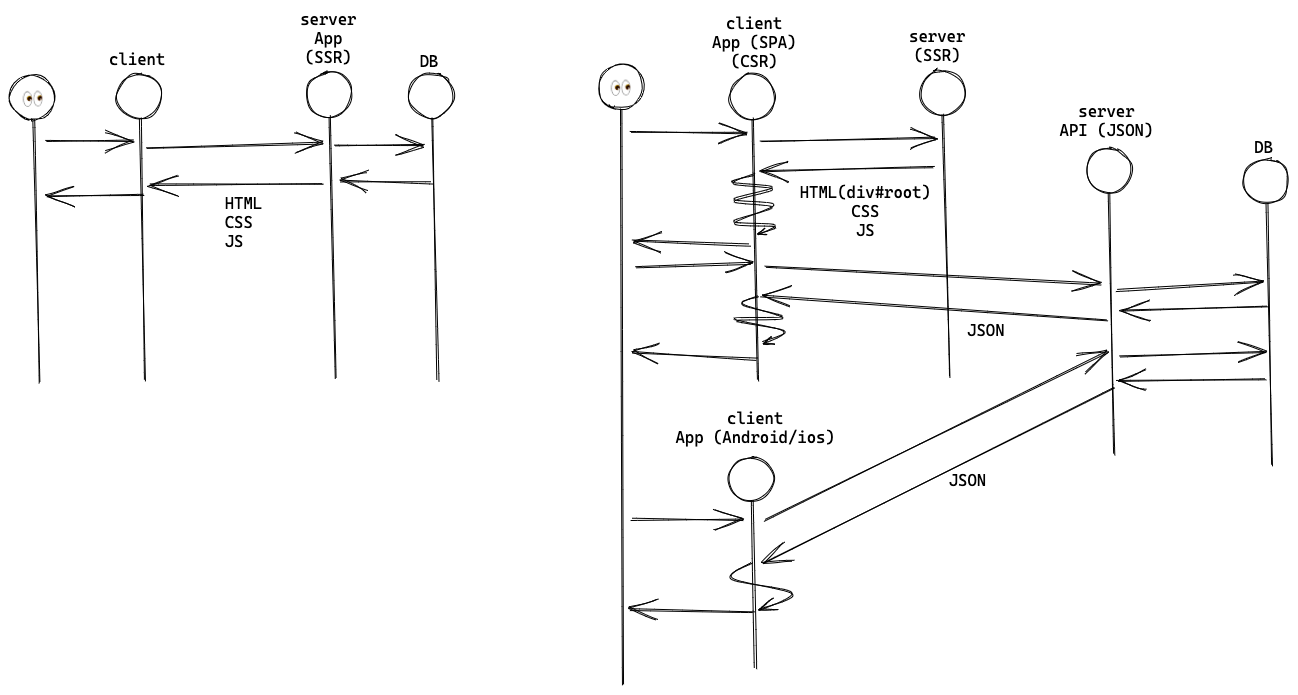 server
App
(SSR)
client
DB
HTML
CSS
JS
client
App (SPA)
(CSR)
server
(SSR)
server
API (JSON)
DB
HTML(div#root)
CSS
JS
JSON
client
App (Android/ios)
JSON